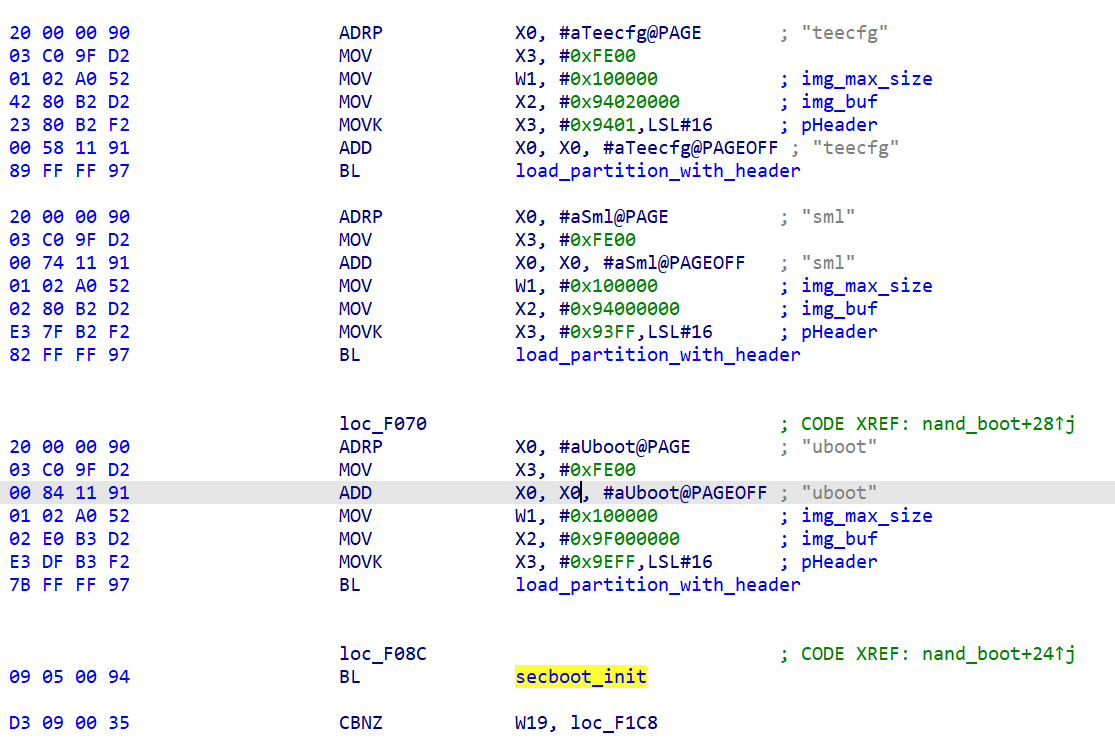 20 00 00 90 ADRP X0, #aTeecfg@PAGE ; "teecfg"
03 C0 9F D2 MOV X3, #0xFE00
01 02 A0 52 MOV W1, #0x100000 ; img_max_size
42 80 B2 D2 MOV X2, #0x94020000 ; img_buf
23 80 B2 F2 MOVK X3, #0x9401,LSL#16 ; pHeader
00 58 11 91 ADD X0, X0, #aTeecfg@PAGEOFF ; "teecfg"
89 FF FF 97 BL load_partition_with_header
20 00 00 90 ADRP X0, #aSml@PAGE ; "sml"
03 C0 9F D2 MOV X3, #0xFE00
00 74 11 91 ADD X0, X0, #aSml@PAGEOFF ; "sml"
01 02 A0 52 MOV W1, #0x100000 ; img_max_size
02 80 B2 D2 MOV X2, #0x94000000 ; img_buf
E3 7F B2 F2 MOVK X3, #0x93FF,LSL#16 ; pHeader
82 FF FF 97 BL load_partition_with_header
loc_F070 ; CODE XREF: nand_boot+28↑j
20 00 00 90 ADRP X0, #aUboot@PAGE ; "uboot"
03 C0 9F D2 MOV X3, #0xFE00
00 84 11 91 ADD X0, X0, #aUboot@PAGEOFF ; "uboot"
01 02 A0 52 MOV W1, #0x100000 ; img_max_size
02 E0 B3 D2 MOV X2, #0x9F000000 ; img_buf
E3 DF B3 F2 MOVK X3, #0x9EFF,LSL#16 ; pHeader
7B FF FF 97 BL load_partition_with_header
loc_F08C ; CODE XREF: nand_boot+24↑j
09 05 00 94 BL secboot_init
D3 09 00 35 CBNZ W19, loc_F1C8